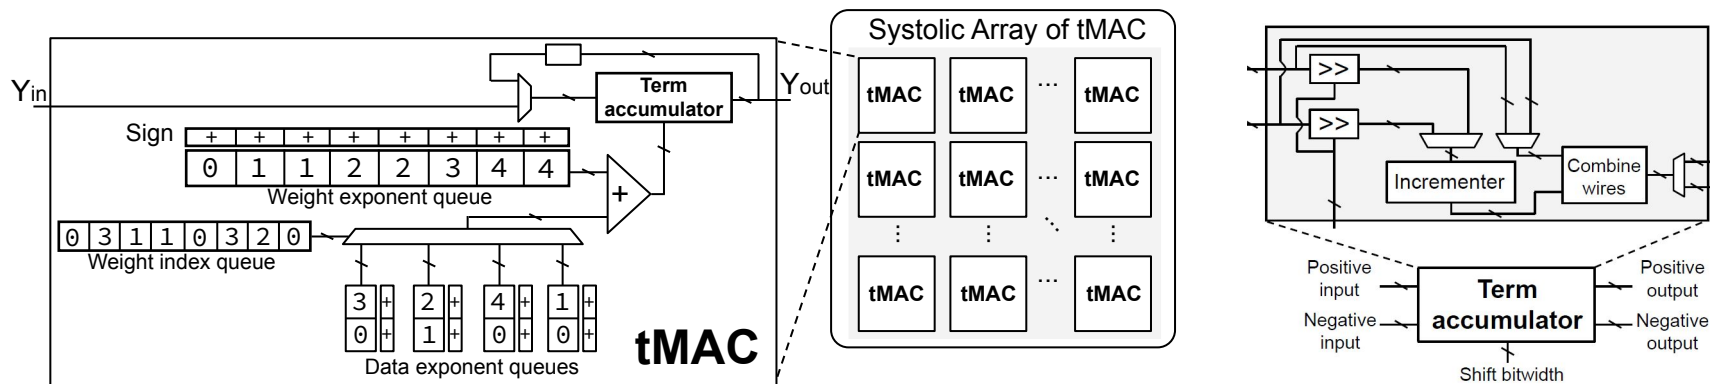 Systolic Array of tMAC
Yin
Term
accumulator
Yout
Sign
+ + + + + + + +
0 1 1 2 2 3 4 4
Weight exponent queue
+
0 3 1 1 0 3 2 0
Weight index queue
3 + 2 + 4 + 1 +
0 + 1 + 0 + 0 +
Data exponent queues
tMAC
tMAC tMAC ... tMAC
tMAC tMAC ... tMAC
⋮ ⋮ ⋱ ⋮
tMAC tMAC ... tMAC
>>
>>
Incrementer
Combine
wires
Positive
input
Negative
input
Term
accumulator
Positive
output
Negative
output
Shift bitwidth